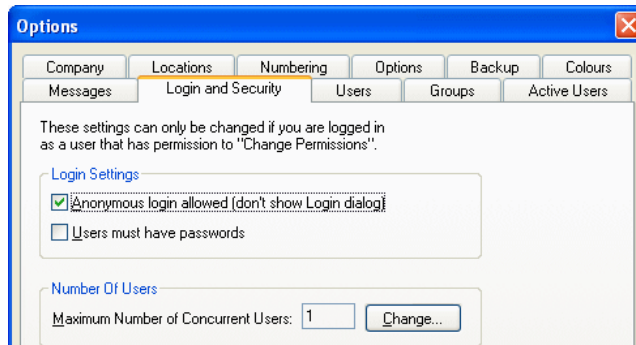 Options
Company Locations Numbering Options Backup Colours
Messages Login and Security Users Groups Active Users
These settings can only be changed if you are logged in
as a user that has permission to "Change Permissions".
Login Settings
Anonymous login allowed (don't show Login dialog)
Users must have passwords
Number Of Users
Maximum Number of Concurrent Users: 1 Change...